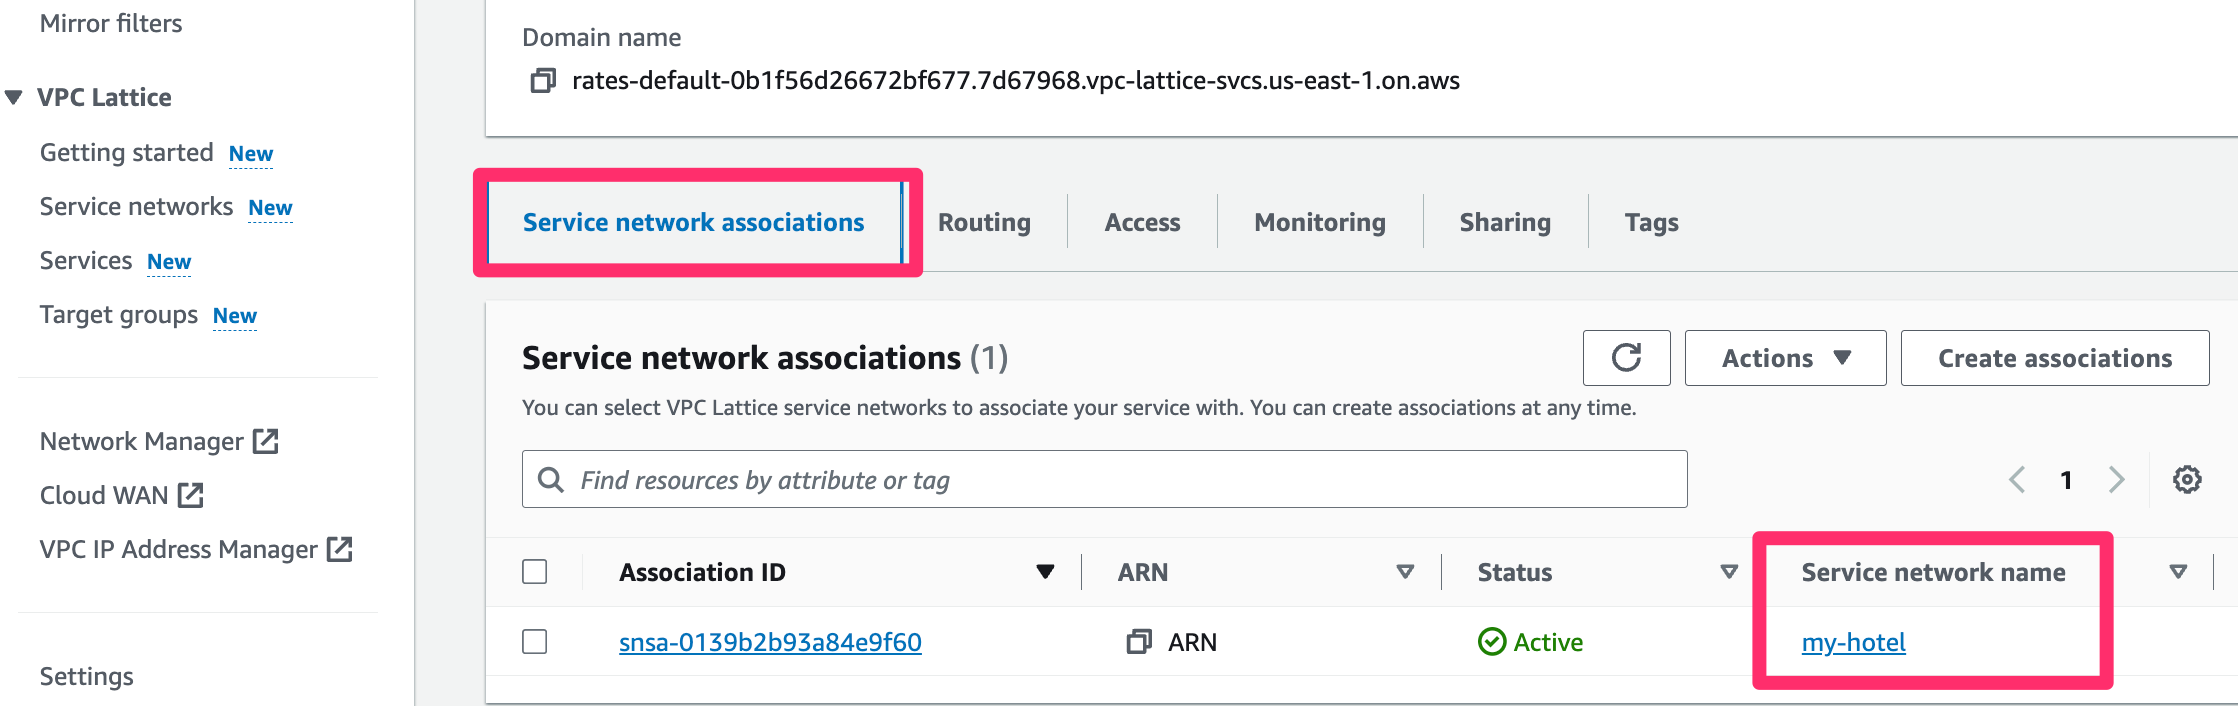 Mirror filters
VPC Lattice
Getting started New
Service networks New
Services New
Target groups New
Network Manager
Cloud WAN
VPC IP Address Manager
Settings
Domain name
rates-default-0b1f56d26672bf677.7d67968.vpc-lattice-svcs.us-east-1.on.aws
Service network associations Routing Access Monitoring Sharing Tags
Service network associations (1)
Actions Create associations
You can select VPC Lattice service networks to associate your service with. You can create associations at any time.
Find resources by attribute or tag
1
Association ID ARN Status Service network name
snsa-0139b2b93a84e9f60 ARN Active my-hotel